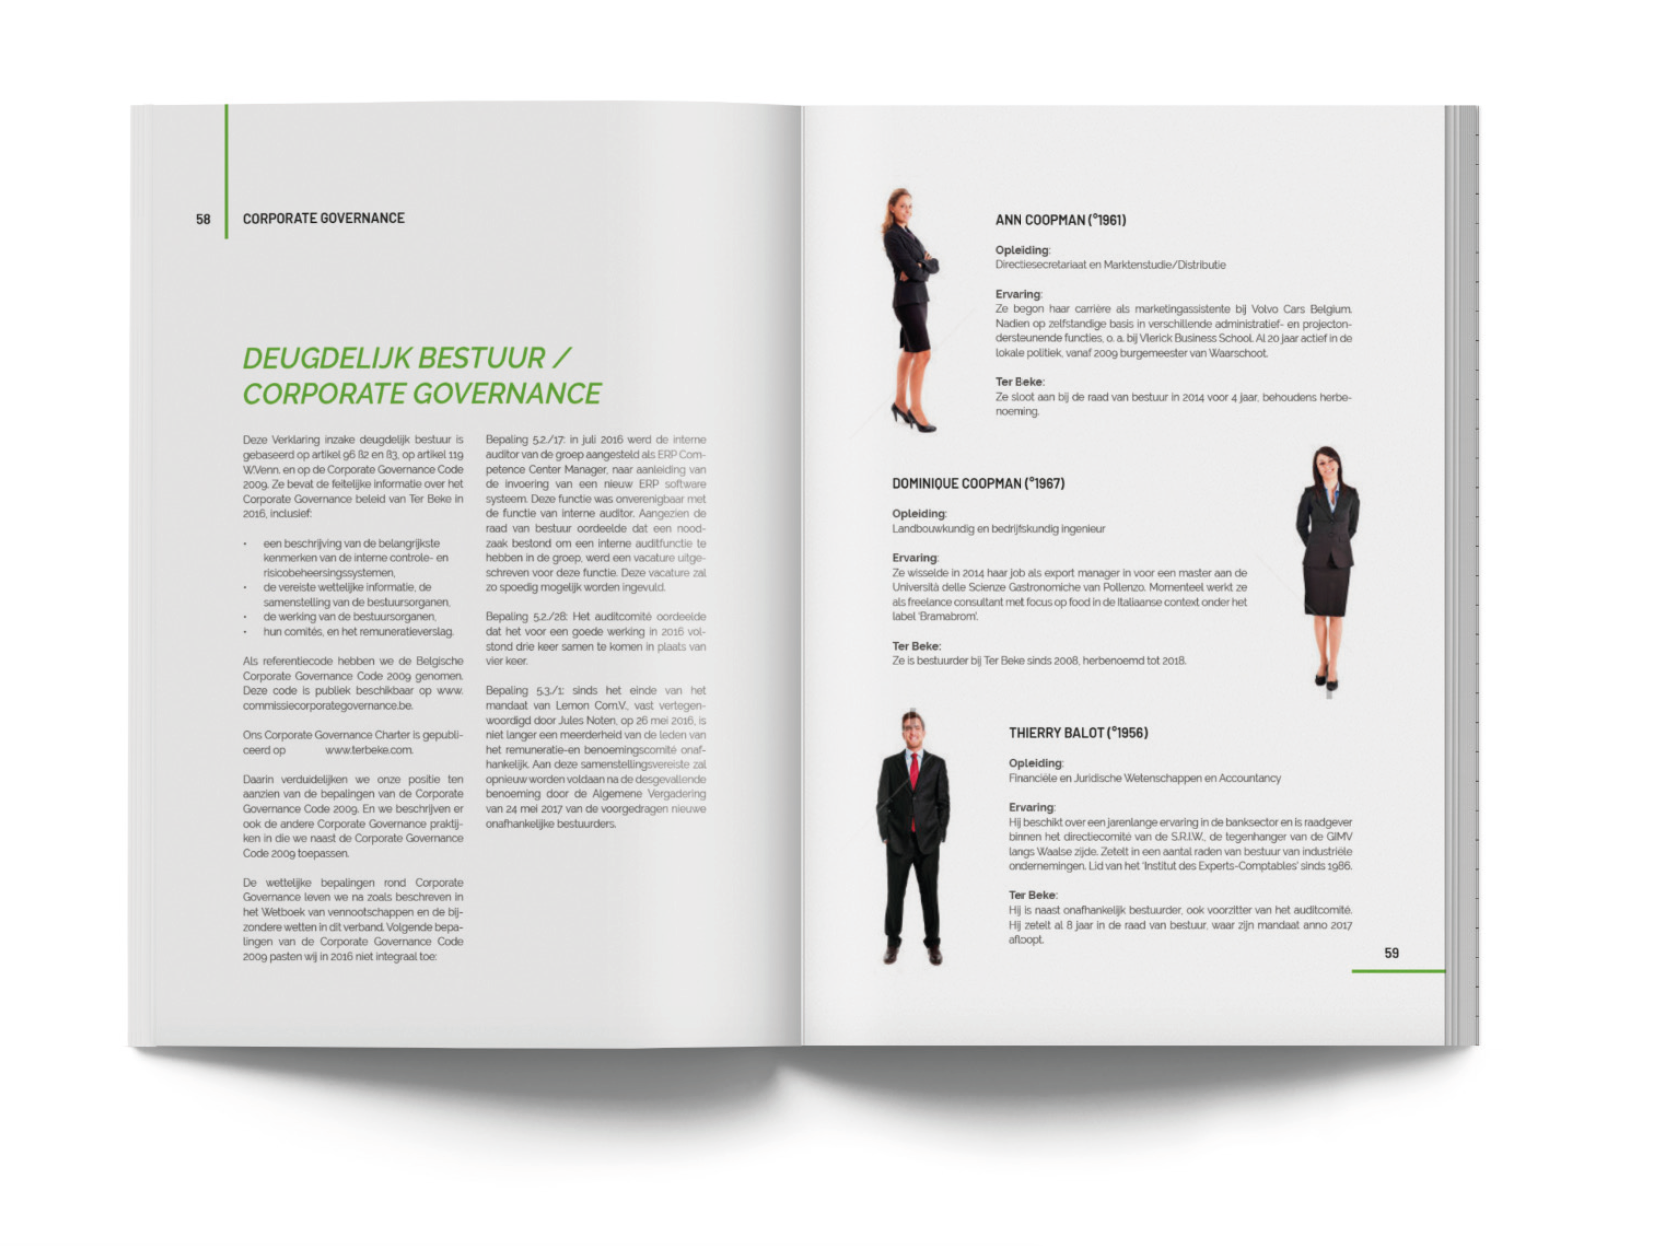 58
CORPORATE GOVERNANCE
DEUGDELIJK BESTUUR /
CORPORATE GOVERNANCE
Deze Verklaring inzake deugdelijk bestuur is
gebaseerd op artikel 96 ß2 en ß3, op artikel 119
W.Venn. en op de Corporate Governance Code
2009. Ze bevat de feitelijke informatie over het
Corporate Governance beleid van Ter Beke in
2016, inclusief:
• een beschrijving van de belangrijkste
kenmerken van de interne controle- en
risicobeheersingssystemen,
• de vereiste wettelijke informatie, de
samenstelling van de bestuursorganen,
• de werking van de bestuursorganen,
• hun comités, en het remuneratieverslag.
Als referentiecode hebben we de Belgische
Corporate Governance Code 2009 genomen.
Deze code is publiek beschikbaar op www.
commissiecorporategovernance.be.
Ons Corporate Governance Charter is gepubli-
ceerd op www.terbeke.com.
Daarin verduidelijken we onze positie ten
aanzien van de bepalingen van de Corporate
Governance Code 2009. En we beschrijven er
ook de andere Corporate Governance praktij-
ken in die we naast de Corporate Governance
Code 2009 toepassen.
De wettelijke bepalingen rond Corporate
Governance leven we na zoals beschreven in
het Wetboek van vennootschappen en de bij-
zondere wetten in dit verband. Volgende bepa-
lingen van de Corporate Governance Code
2009 pasten wij in 2016 niet integraal toe:
Bepaling 5.2./17: in juli 2016 werd de interne
auditor van de groep aangesteld als ERP Com-
petence Center Manager, naar aanleiding van
de invoering van een nieuw ERP software
systeem. Deze functie was onverenigbaar met
de functie van interne auditor. Aangezien de
raad van bestuur oordeelde dat een nood-
zaak bestond om een interne auditfunctie te
hebben in de groep, werd een vacature uitge-
schreven voor deze functie. Deze vacature zal
zo spoedig mogelijk worden ingevuld.
Bepaling 5.2./28: Het auditcomité oordeelde
dat het voor een goede werking in 2016 vol-
stond drie keer samen te komen in plaats van
vier keer.
Bepaling 5.3./1: sinds het einde van het
mandaat van Lemon Com.V., vast vertegen-
woordigd door Jules Noten, op 26 mei 2016, is
niet langer een meerderheid van de leden van
het remuneratie-en benoemingscomité onaf-
hankelijk. Aan deze samenstellingsvereiste zal
opnieuw worden voldaan na de desgevallende
benoeming door de Algemene Vergadering
van 24 mei 2017 van de voorgedragen nieuwe
onafhankelijke bestuurders.
ANN COOPMAN (°1961)
Opleiding:
Directiesecretariaat en Marktenstudie/Distributie
Ervaring:
Ze begon haar carrière als marketingassistente bij Volvo Cars Belgium.
Nadien op zelfstandige basis in verschillende administratief- en projecton-
dersteunende functies, o. a. bij Vlerick Business School. Al 20 jaar actief in de
lokale politiek, vanaf 2009 burgemeester van Waarschoot.
Ter Beke:
Ze sloot aan bij de raad van bestuur in 2014 voor 4 jaar, behoudens herbe-
noeming.
DOMINIQUE COOPMAN (°1967)
Opleiding:
Landbouwkundig en bedrijfskundig ingenieur
Ervaring:
Ze wisselde in 2014 haar job als export manager in voor een master aan de
Università delle Scienze Gastronomiche van Pollenzo. Momenteel werkt ze
als freelance consultant met focus op food in de Italiaanse context onder het
label 'Bramabrom'.
Ter Beke:
Ze is bestuurder bij Ter Beke sinds 2008, herbenoemd tot 2018.
THIERRY BALOT (°1956)
Opleiding:
Financiële en Juridische Wetenschappen en Accountancy
Ervaring:
Hij beschikt over een jarenlange ervaring in de banksector en is raadgever
binnen het directiecomité van de S.R.I.W., de tegenhanger van de GIMV
langs Waalse zijde. Zetelt in een aantal raden van bestuur van industriële
ondernemingen. Lid van het 'Institut des Experts-Comptables' sinds 1986.
Ter Beke:
Hij is naast onafhankelijk bestuurder, ook voorzitter van het auditcomité.
Hij zetelt al 8 jaar in de raad van bestuur, waar zijn mandaat anno 2017
afloopt.
59